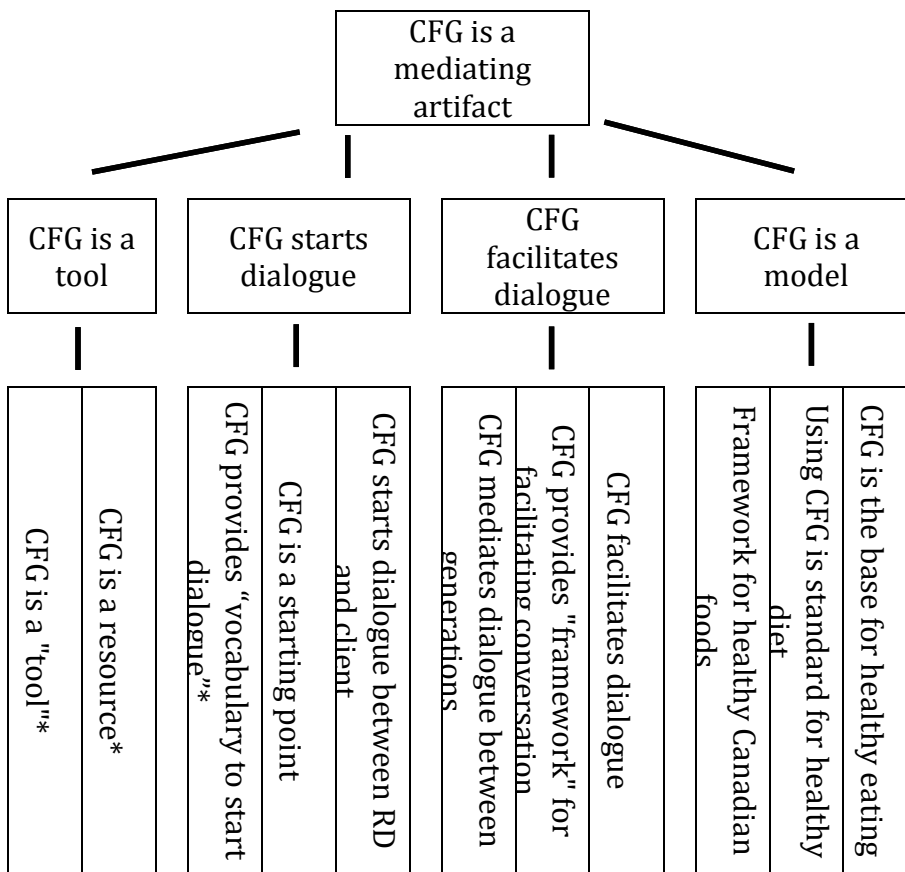 CFG is a
mediating
artifact
CFG is a
tool
CFG starts
dialogue
CFG
facilitates
dialogue
CFG is a
model
CFG is a "tool"*
CFG is a resource*
CFG provides “vocabulary to start
dialogue”*
CFG is a starting point
CFG starts dialogue between RD
and client
CFG mediates dialogue between
generations
CFG provides "framework" for
facilitating conversation
CFG facilitates dialogue
Framework for healthy Canadian
foods
Using CFG is standard for healthy
diet
CFG is the base for healthy eating